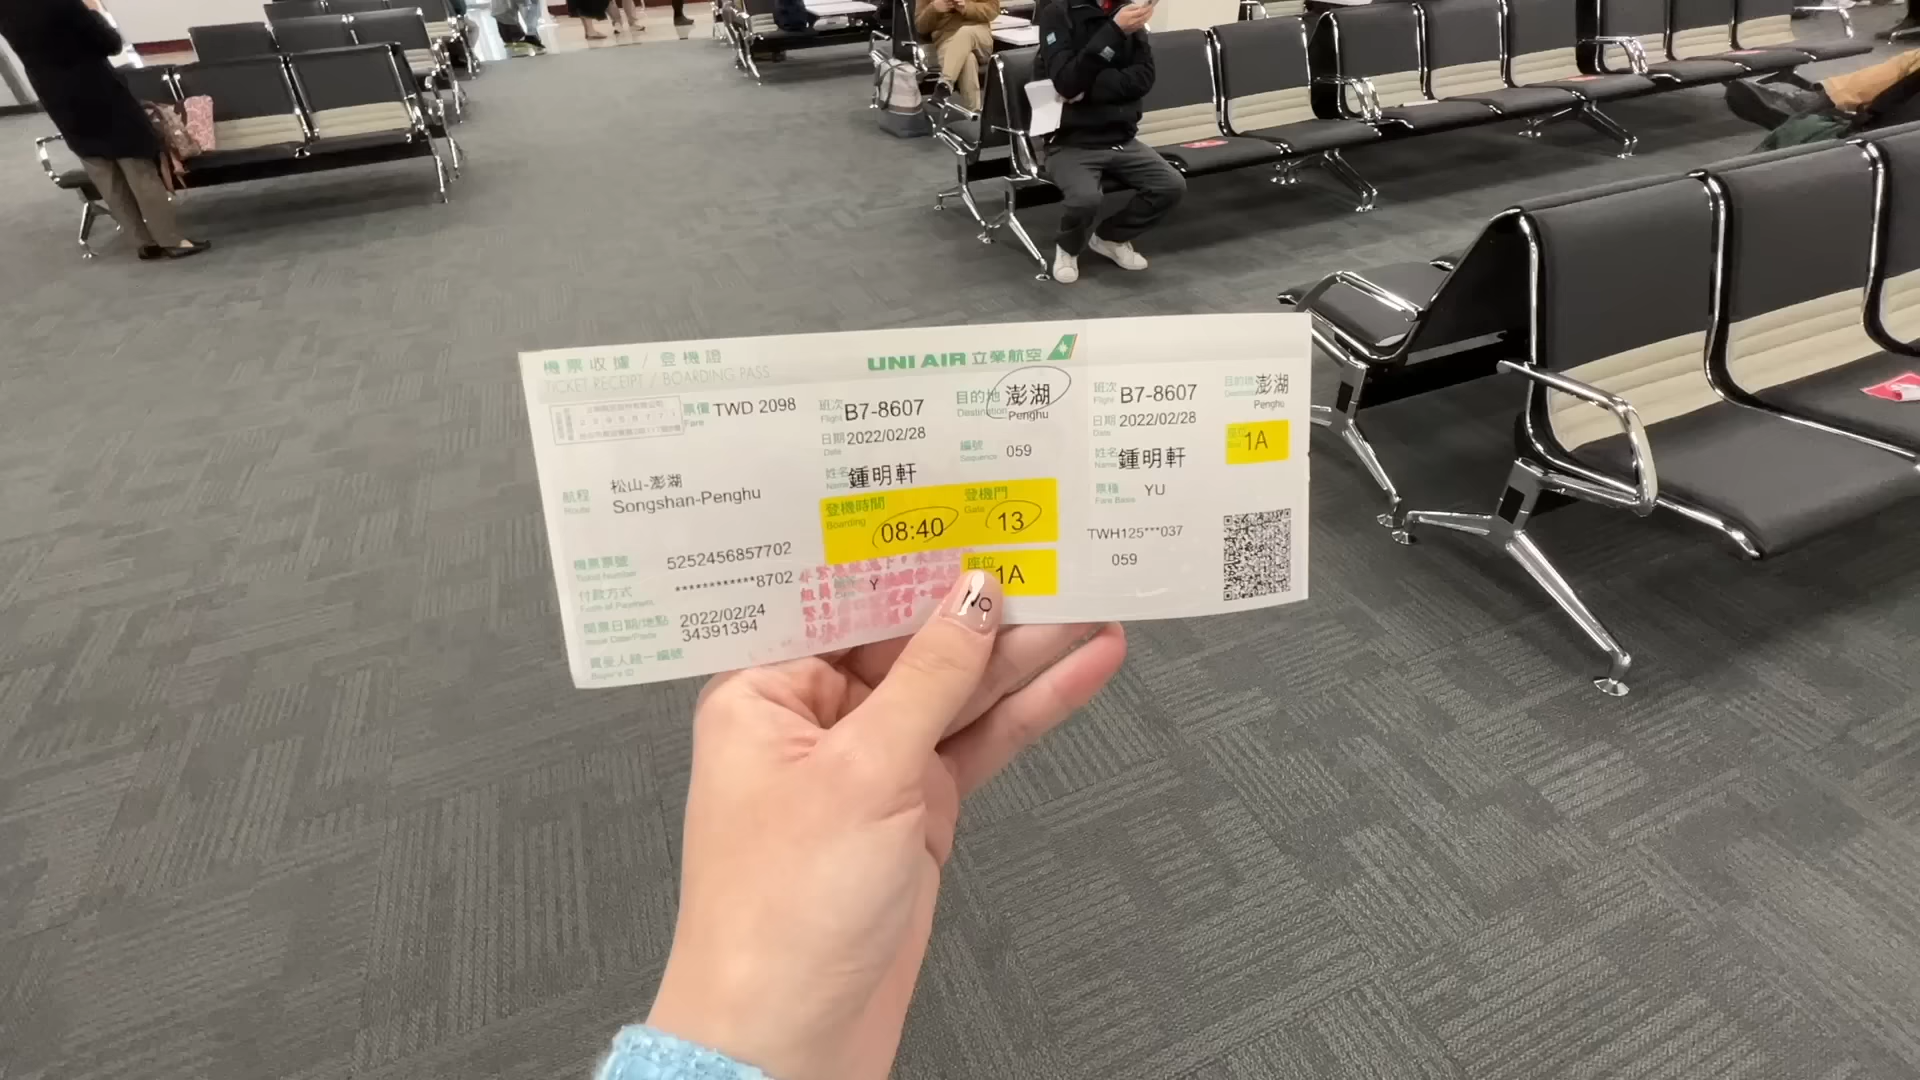 機票收據 / 登機證
TICKET RECEIPT / BOARDING PASS
UNI AIR 立榮航空
票價 TWD 2098
Fare
航程 松山-澎湖
Route Songshan-Penghu
機票票號 5252456857702
Ticket Number
付款方式 ************8702
Form of Payment
開票日期/地點 2022/02/24
Issue Date/Place 34391394
買受人統一編號
Buyer's ID
班次 B7-8607
Flight
日期 2022/02/28
Date
姓名 鍾明軒
Name
目的地 澎湖
Destination Penghu
編號 059
Sequence
登機時間 08:40
Boarding
登機門 13
Gate
Y
座位 1A
NO
班次 B7-8607
Flight
日期 2022/02/28
Date
姓名 鍾明軒
Name
票種 YU
Fare Basis
TWH125***037
059
目的地 澎湖
Destination Penghu
座位 1A